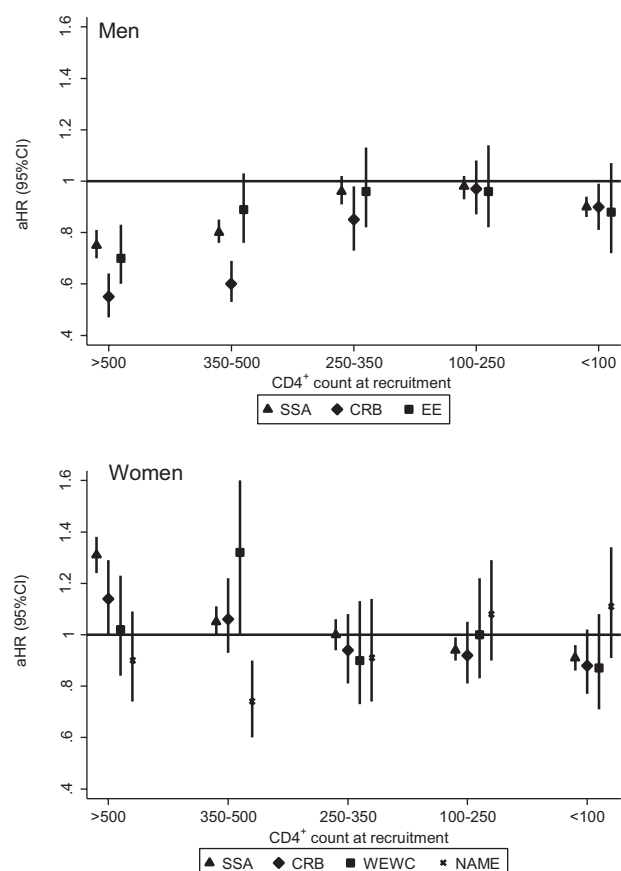 Men
aHR (95%CI)
1.6
1.4
1.2
1
.8
.6
.4
>500
350-500
250-350
100-250
<100
CD4+ count at recruitment
SSA
CRB
EE
Women
aHR (95%CI)
1.6
1.4
1.2
1
.8
.6
.4
>500
350-500
250-350
100-250
<100
CD4+ count at recruitment
SSA
CRB
WEWC
NAME